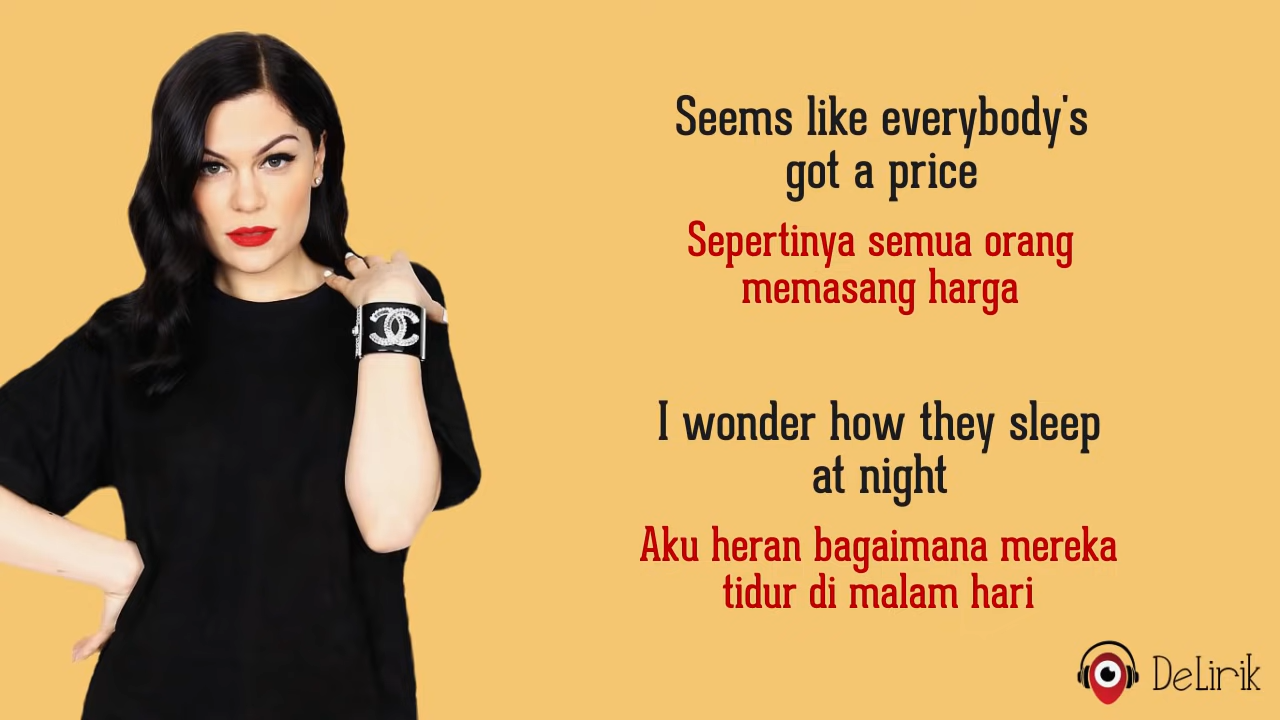 Seems like everybody's
got a price
Sepertinya semua orang
memasang harga
I wonder how they sleep
at night
Aku heran bagaimana mereka
tidur di malam hari
DeLirik